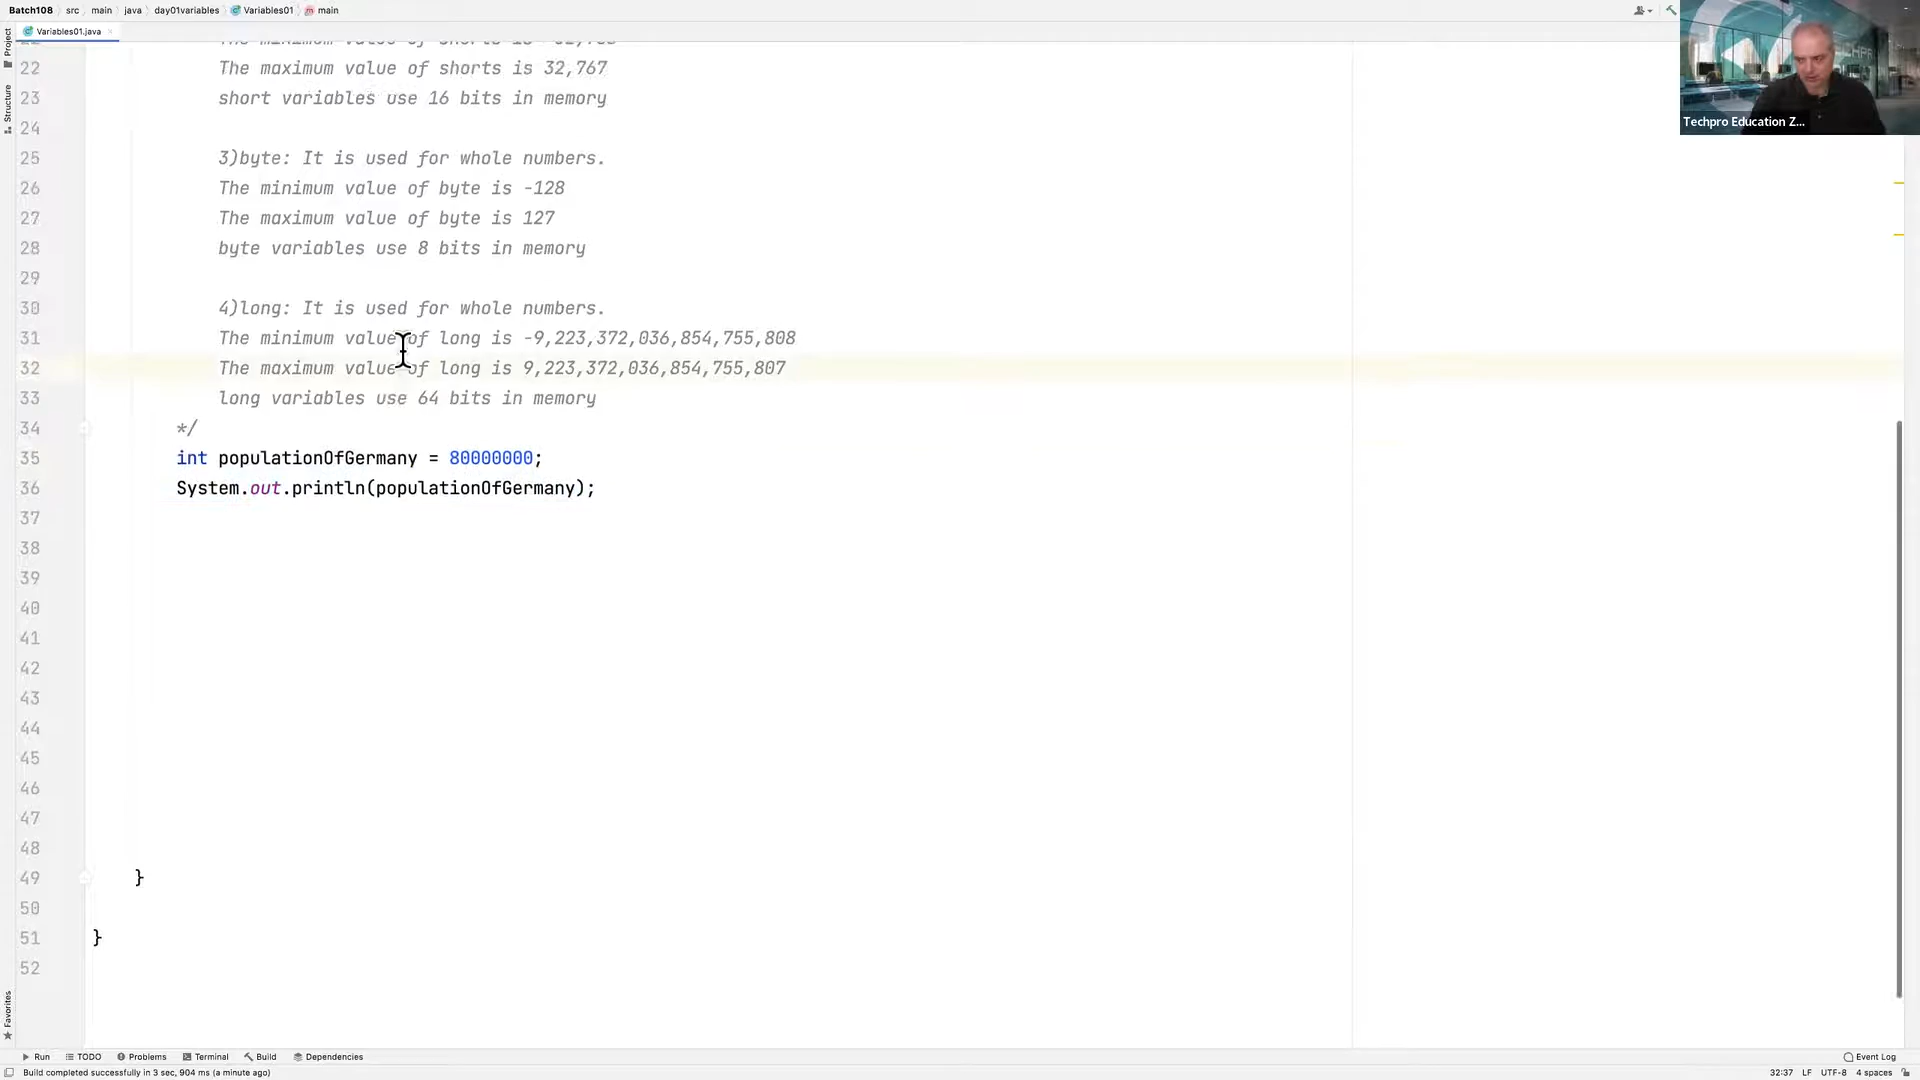 Batch108 src main java day01variables Variables01 main
Variables01.java
Project
Structure
Favorites
Techpro Education Z...
22 The maximum value of shorts is 32,767
23 short variables use 16 bits in memory
24
25 3)byte: It is used for whole numbers.
26 The minimum value of byte is -128
27 The maximum value of byte is 127
28 byte variables use 8 bits in memory
29
30 4)long: It is used for whole numbers.
31 The minimum value of long is -9,223,372,036,854,755,808
32 The maximum value of long is 9,223,372,036,854,755,807
33 long variables use 64 bits in memory
34 */
35 int populationOfGermany = 80000000;
36 System.out.println(populationOfGermany);
37
38
39
40
41
42
43
44
45
46
47
48
49 }
50
51 }
52
Run TODO Problems Terminal Build Dependencies Event Log
Build completed successfully in 3 sec, 904 ms (a minute ago) 32:37 LF UTF-8 4 spaces